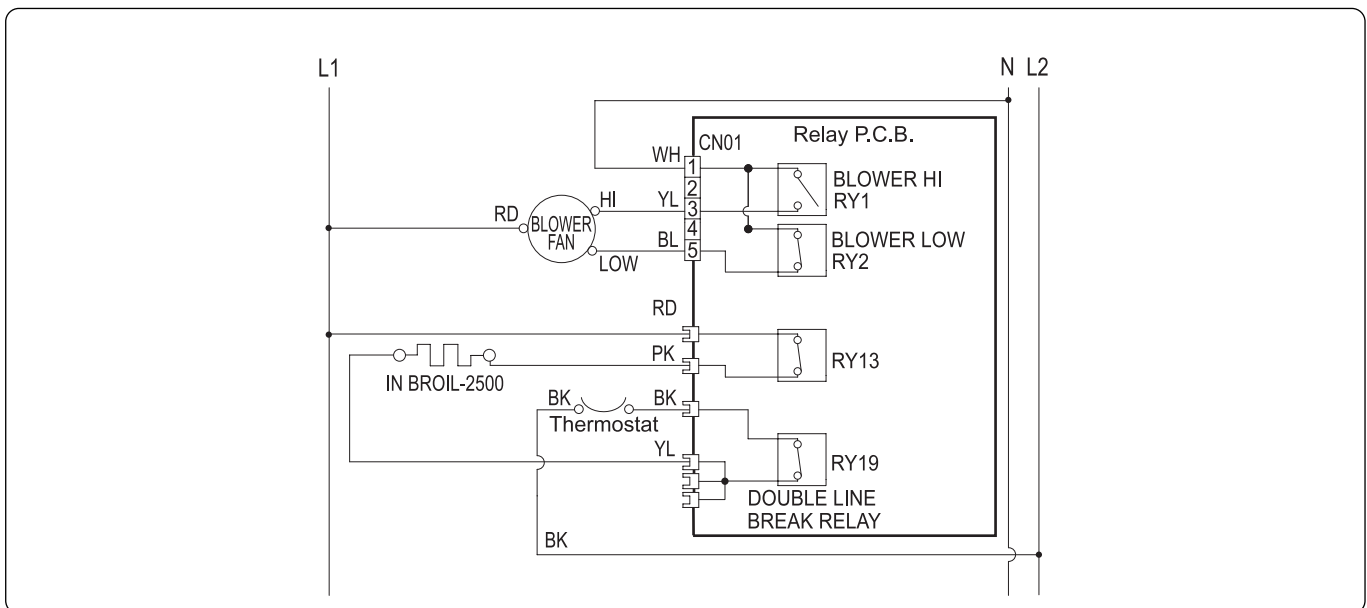 L1
N L2
Relay P.C.B.
CN01
WH
1
2
3
4
5
BLOWER HI
RY1
HI
YL
RD
BLOWER
FAN
BL
LOW
BLOWER LOW
RY2
RD
PK
RY13
IN BROIL-2500
BK
BK
Thermostat
YL
RY19
DOUBLE LINE
BREAK RELAY
BK